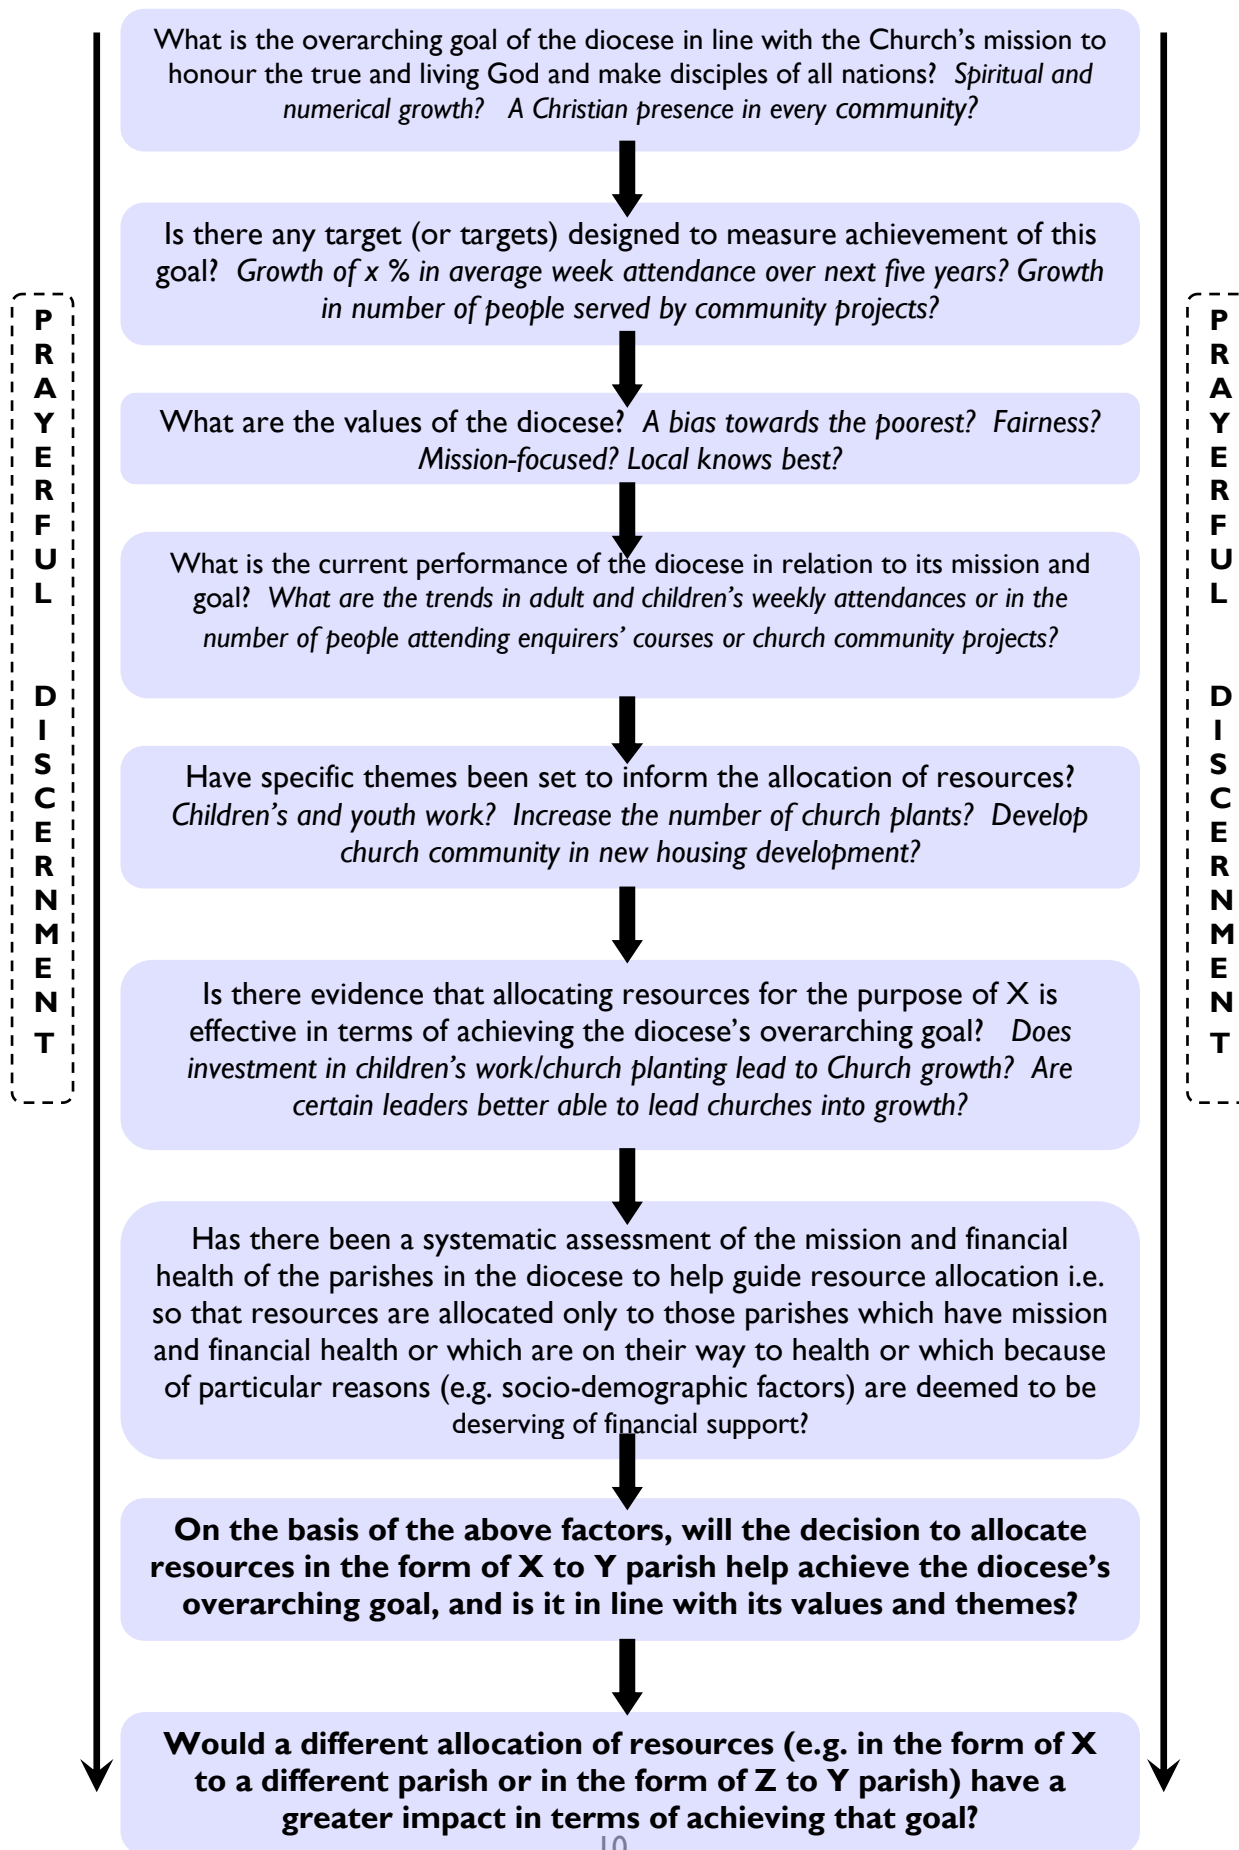 What is the overarching goal of the diocese in line with the Church’s mission to
honour the true and living God and make disciples of all nations? Spiritual and
numerical growth? A Christian presence in every community?
Is there any target (or targets) designed to measure achievement of this
goal? Growth of x % in average week attendance over next five years? Growth
in number of people served by community projects?
What are the values of the diocese? A bias towards the poorest? Fairness?
Mission-focused? Local knows best?
What is the current performance of the diocese in relation to its mission and
goal? What are the trends in adult and children’s weekly attendances or in the
number of people attending enquirers’ courses or church community projects?
Have specific themes been set to inform the allocation of resources?
Children’s and youth work? Increase the number of church plants? Develop
church community in new housing development?
Is there evidence that allocating resources for the purpose of X is
effective in terms of achieving the diocese’s overarching goal? Does
investment in children’s work/church planting lead to Church growth? Are
certain leaders better able to lead churches into growth?
Has there been a systematic assessment of the mission and financial
health of the parishes in the diocese to help guide resource allocation i.e.
so that resources are allocated only to those parishes which have mission
and financial health or which are on their way to health or which because
of particular reasons (e.g. socio-demographic factors) are deemed to be
deserving of financial support?
On the basis of the above factors, will the decision to allocate
resources in the form of X to Y parish help achieve the diocese’s
overarching goal, and is it in line with its values and themes?
Would a different allocation of resources (e.g. in the form of X
to a different parish or in the form of Z to Y parish) have a
greater impact in terms of achieving that goal?
PRAYERFUL DISCERNMENT
PRAYERFUL DISCERNMENT
10